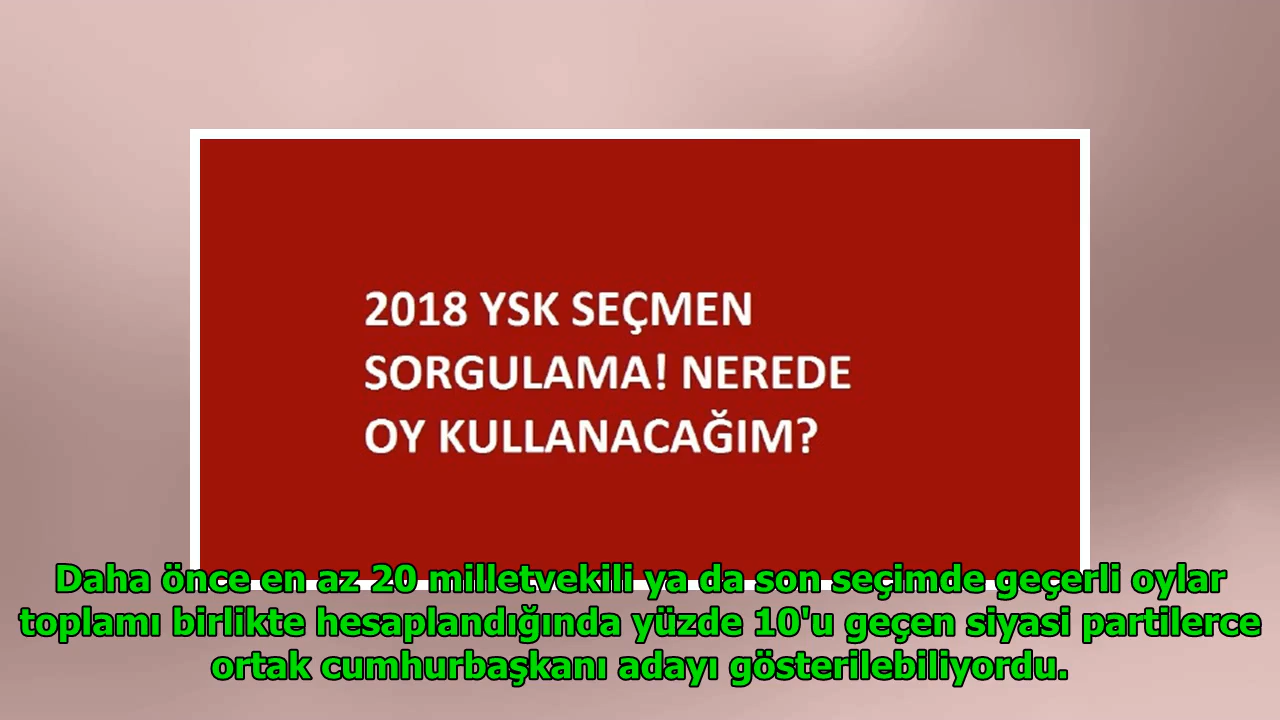 2018 YSK SEÇMEN
SORGULAMA! NEREDE
OY KULLANACAĞIM?
Daha önce en az 20 milletvekili ya da son seçimde geçerli oylar
toplamı birlikte hesaplandığında yüzde 10'u geçen siyasi partilerce
ortak cumhurbaşkanı adayı gösterilebiliyordu.